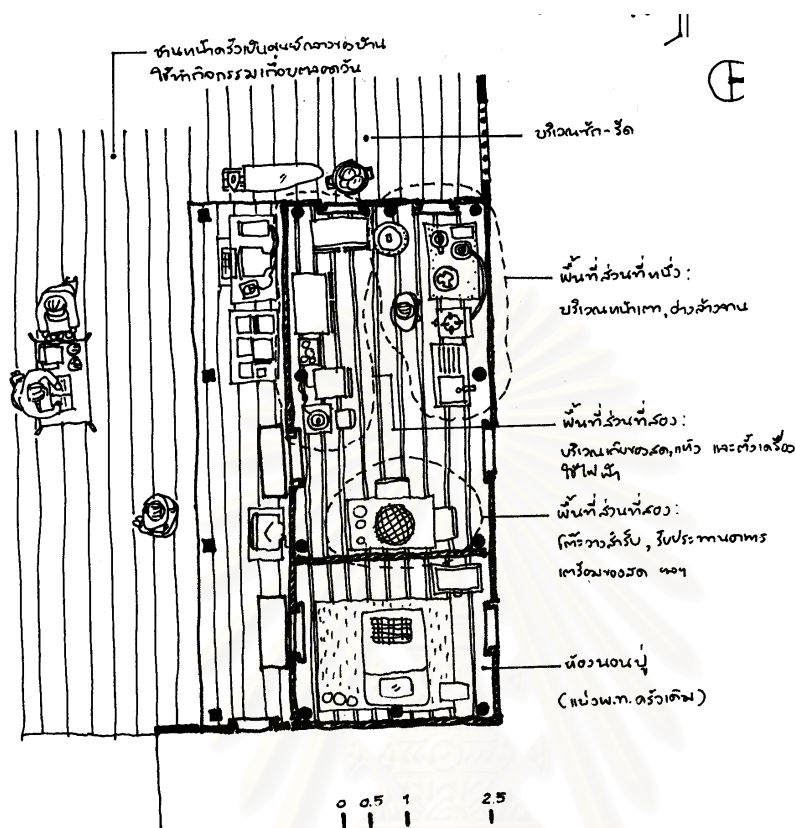 ชานหน้าครัวเป็นศูนย์กลางของบ้าน
ใช้ทำกิจกรรมเกือบตลอดวัน
บริเวณซัก-รีด
พื้นที่ส่วนที่หนึ่ง :
บริเวณหน้าเตา, อ่างล้างจาน
พื้นที่ส่วนที่สอง :
บริเวณเก็บของสด,แห้ง และตั้งเครื่อง
ใช้ไฟฟ้า
พื้นที่ส่วนที่สอง :
โต๊ะวางสำรับ, รับประทานอาหาร
เตรียมของสด ฯลฯ
ห้องนอนปู่
(แบ่งพ.ท.ครัวเดิม)
0 0.5 1 2.5